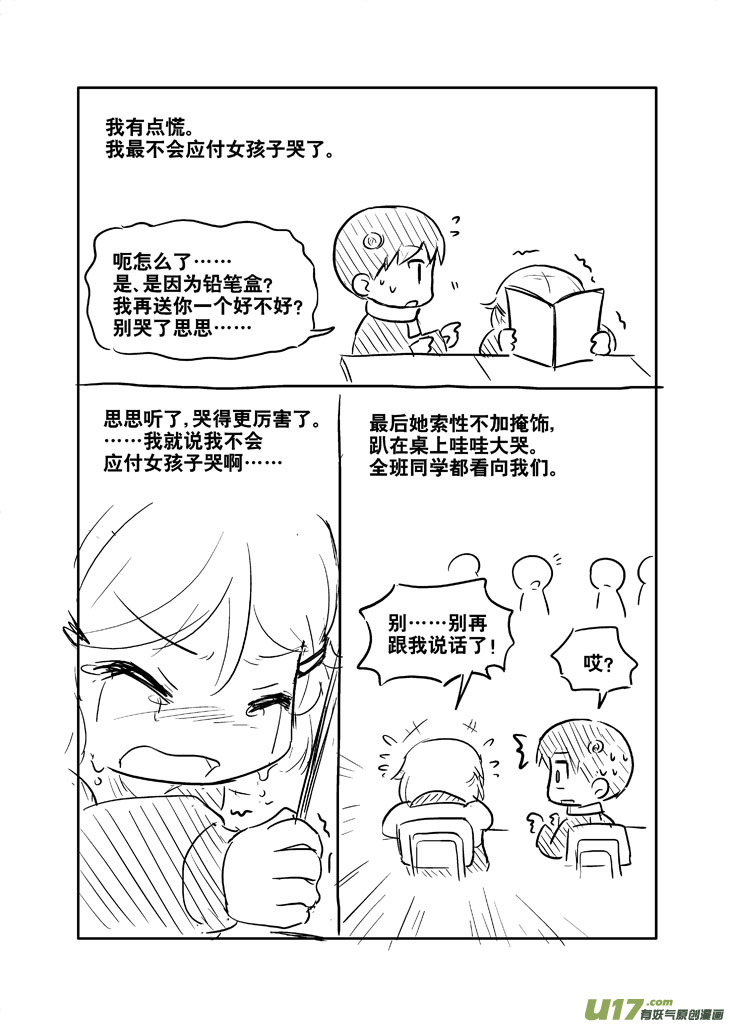 我有点慌。
我最不会应付女孩子哭了。
呃怎么了……
是、是因为铅笔盒?
我再送你一个好不好?
别哭了思思……
思思听了,哭得更厉害了。
……我就说我不会
应付女孩子哭啊……
最后她索性不加掩饰,
趴在桌上哇哇大哭。
全班同学都看向我们。
别……别再
跟我说话了!
哎?
U17.com
有妖气原创漫画